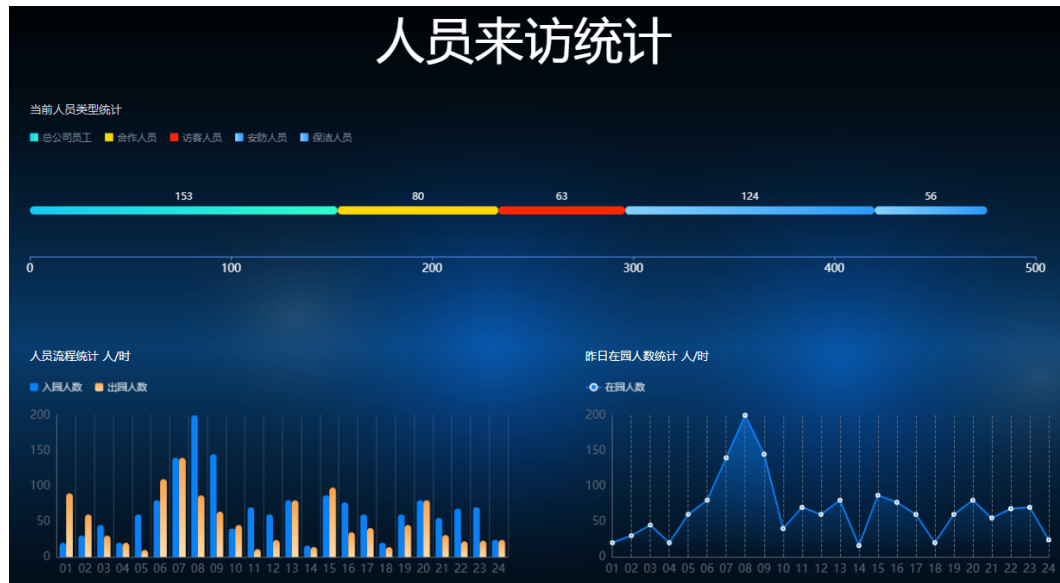 人员来访统计
当前人员类型统计
总公司员工 合作人员 访客人员 安防人员 保洁人员
153 80 63 124 56
0 100 200 300 400 500
人员流程统计 人/时
入园人数 出园人数
200
150
100
50
0
01 02 03 04 05 06 07 08 09 10 11 12 13 14 15 16 17 18 19 20 21 22 23 24
昨日在园人数统计 人/时
在园人数
200
150
100
50
0
01 02 03 04 05 06 07 08 09 10 11 12 13 14 15 16 17 18 19 20 21 22 23 24